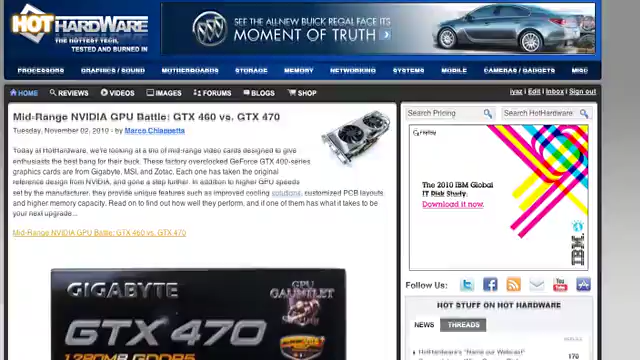 HOTHARDWARE
THE HOTTEST TECH,
TESTED AND BURNED IN
SEE THE ALL-NEW BUICK REGAL FACE ITS
MOMENT OF TRUTH
PROCESSORS GRAPHICS / SOUND MOTHERBOARDS STORAGE MEMORY NETWORKING SYSTEMS MOBILE CAMERAS / GADGETS MISC
HOME REVIEWS VIDEOS IMAGES FORUMS BLOGS SHOP
ivaz | Edit | Inbox | Sign out
Mid-Range NVIDIA GPU Battle: GTX 460 vs. GTX 470
Tuesday, November 02, 2010 - by Marco Chiappetta
Today at HotHardware, we're looking at a trio of mid-range video cards designed to give
enthusiasts the best bang for their buck. These factory overclocked GeForce GTX 400-series
graphics cards are from Gigabyte, MSI, and Zotac. Each one has taken the original
reference design from NVIDIA, and gone a step further. In addition to higher GPU speeds
set by the manufacturer, they provide unique features such as improved cooling solutions, customized PCB layouts
and higher memory capacity. Read on to find out how well they perform, and if one of them has what it takes to be
your next upgrade...
Mid-Range NVIDIA GPU Battle: GTX 460 vs. GTX 470
GIGABYTE
GPU
GAUNTLET
GTX 470
1280MB GDDR5
Search Pricing
Search HotHardware
The 2010 IBM Global
IT Risk Study.
Download it now.
IBM
Follow Us:
You
HOT STUFF ON HOT HARDWARE
NEWS THREADS
HotHardware's "Name our Webcast" 170